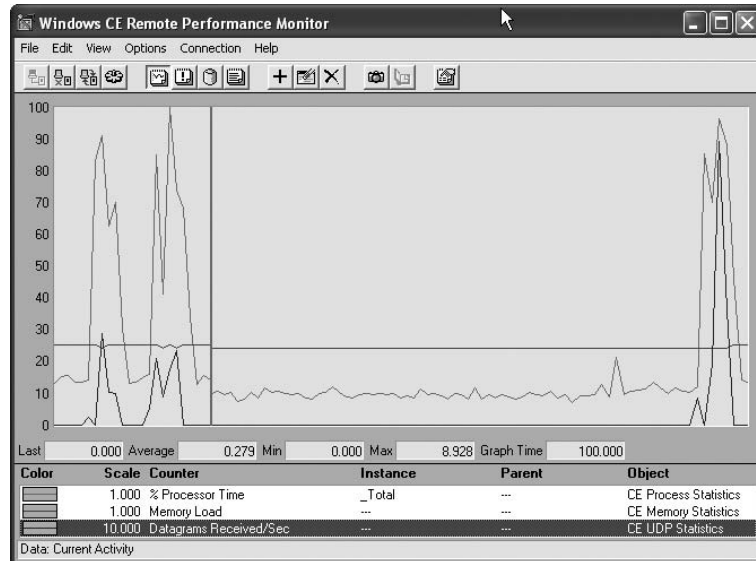 Windows CE Remote Performance Monitor
File Edit View Options Connection Help
100
90
80
70
60
50
40
30
20
10
0
Last 0.000 Average 0.279 Min 0.000 Max 8.928 Graph Time 100.000
Color Scale Counter Instance Parent Object
1.000 % Processor Time _Total --- CE Process Statistics
1.000 Memory Load --- --- CE Memory Statistics
10.000 Datagrams Received/Sec --- --- CE UDP Statistics
Data: Current Activity